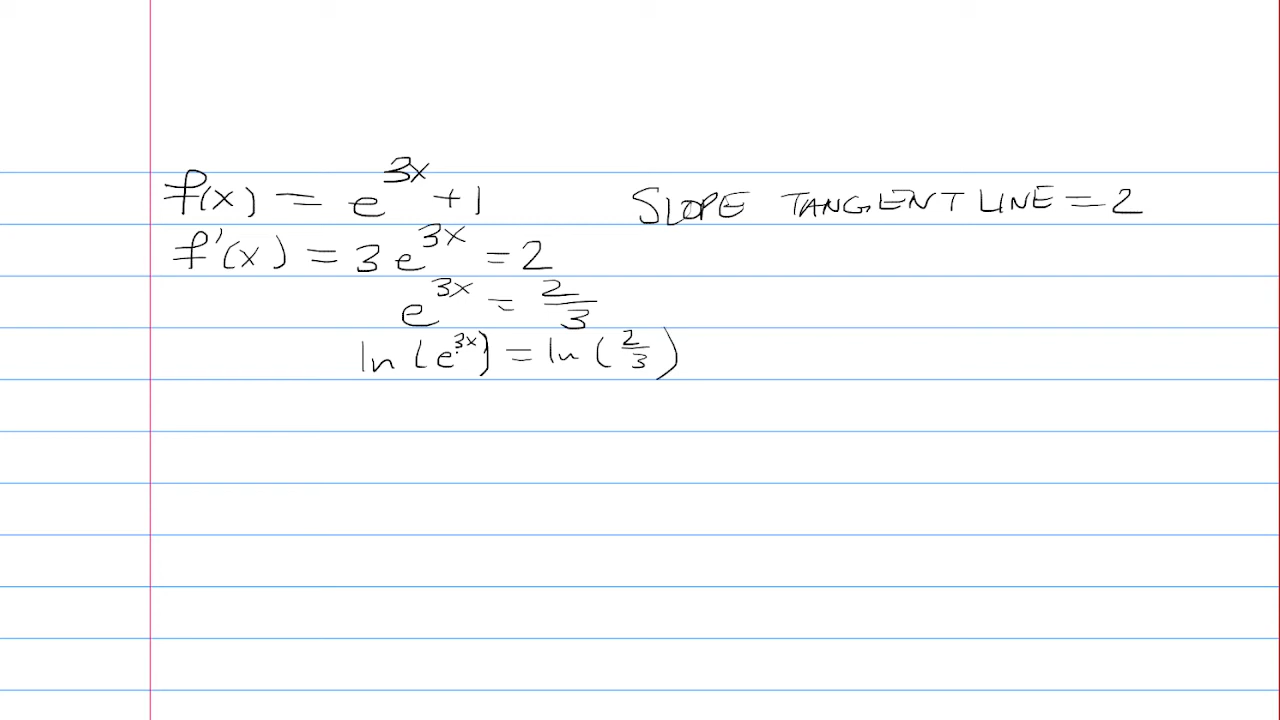 f(x) = e^{3x} + 1 SLOPE TANGENT LINE = 2
f'(x) = 3e^{3x} = 2
e^{3x} = 2/3
ln(e^{3x}) = ln(2/3)